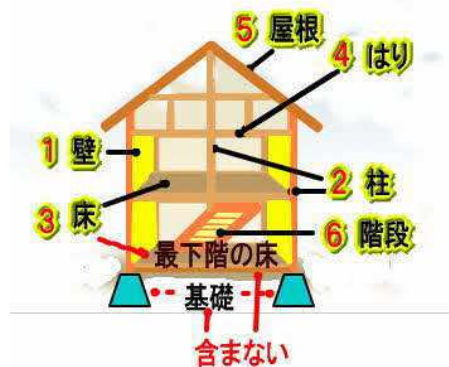 5 屋根
4 はり
1 壁
2 柱
3 床
6 階段
最下階の床
基礎
含まない